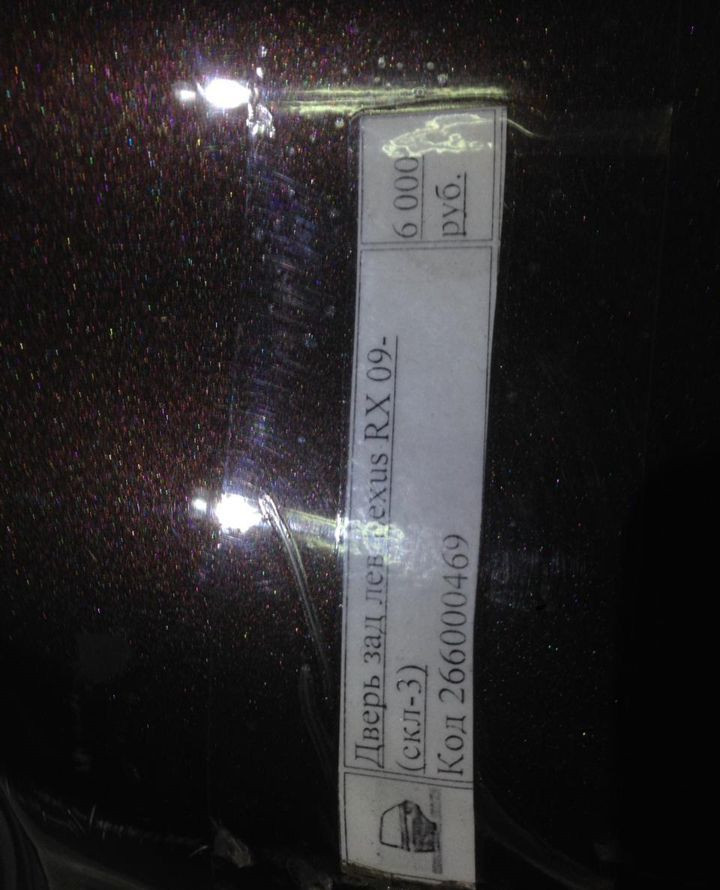 Дверь зад лев Lexus RX 09-
(скл-3)
Код 266000469
6 000
руб.